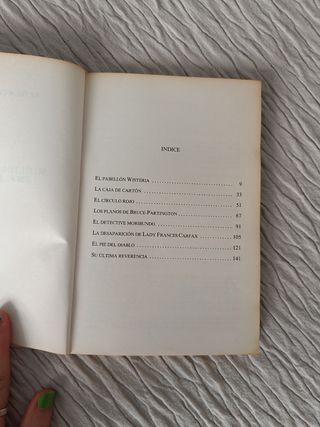 INDICE
EL PABELLÓN WISTERIA ........................ 9
LA CAJA DE CARTÓN ........................ 33
EL CÍRCULO ROJO ........................ 51
LOS PLANOS DE BRUCE-PARTINGTON ........................ 67
EL DETECTIVE MORIBUNDO ........................ 91
LA DESAPARICIÓN DE LADY FRANCES CARFAX ........ 105
EL PIE DEL DIABLO ........................ 121
SU ÚLTIMA REVERENCIA ........................ 141